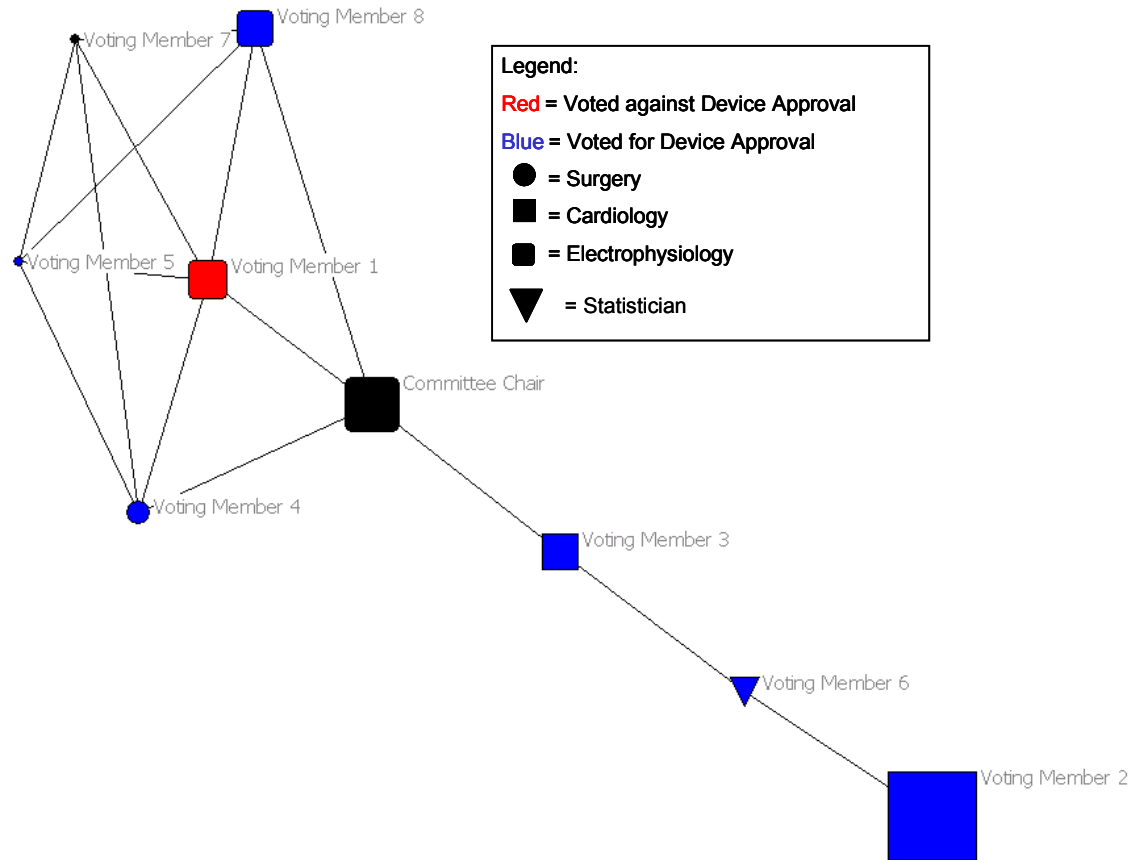 Voting Member 8
Voting Member 7
Legend:
Red = Voted against Device Approval
Blue = Voted for Device Approval
= Surgery
= Cardiology
= Electrophysiology
= Statistician
Voting Member 5
Voting Member 1
Committee Chair
Voting Member 4
Voting Member 3
Voting Member 6
Voting Member 2